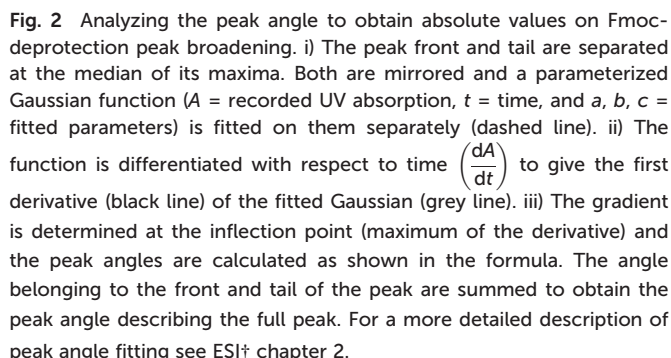 Fig. 2 Analyzing the peak angle to obtain absolute values on Fmoc-
deprotection peak broadening. i) The peak front and tail are separated
at the median of its maxima. Both are mirrored and a parameterized
Gaussian function (A = recorded UV absorption, t = time, and a, b, c =
fitted parameters) is fitted on them separately (dashed line). ii) The
function is differentiated with respect to time (dA/dt) to give the first
derivative (black line) of the fitted Gaussian (grey line). iii) The gradient
is determined at the inflection point (maximum of the derivative) and
the peak angles are calculated as shown in the formula. The angle
belonging to the front and tail of the peak are summed to obtain the
peak angle describing the full peak. For a more detailed description of
peak angle fitting see ESI† chapter 2.